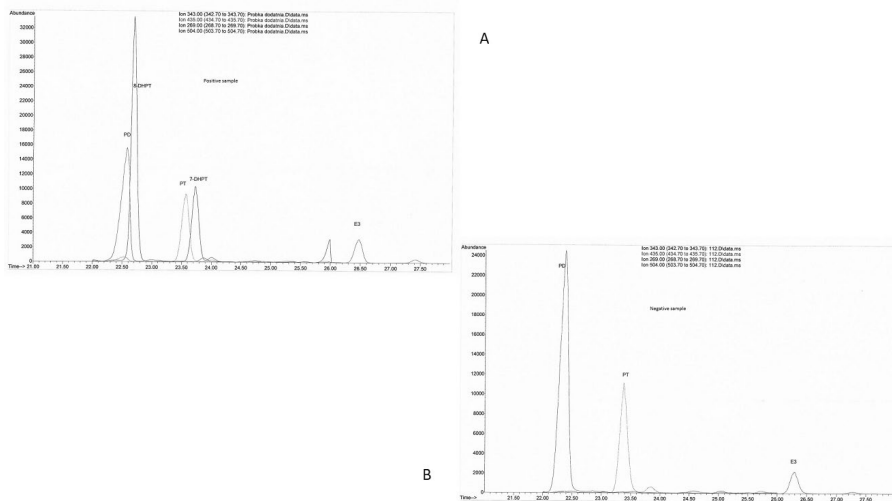 Abundance
Ion 343.00 (342.70 to 343.70): Probka dodatnia.D\data.ms
Ion 435.00 (434.70 to 435.70): Probka dodatnia.D\data.ms
Ion 269.00 (268.70 to 269.70): Probka dodatnia.D\data.ms
Ion 504.00 (503.70 to 504.70): Probka dodatnia.D\data.ms
A
32000
30000
28000
26000
24000
22000
20000
18000
16000
14000
12000
10000
8000
6000
4000
2000
0
Positive sample
8-DHPT
PD
PT
7-DHPT
E3
Time-->
21.00 21.50 22.00 22.50 23.00 23.50 24.00 24.50 25.00 25.50 26.00 26.50 27.00 27.50
Abundance
Ion 343.00 (342.70 to 343.70): 112.D\data.ms
Ion 435.00 (434.70 to 435.70): 112.D\data.ms
Ion 269.00 (268.70 to 269.70): 112.D\data.ms
Ion 504.00 (503.70 to 504.70): 112.D\data.ms
24000
22000
20000
18000
16000
14000
12000
10000
8000
6000
4000
2000
0
PD
Negative sample
PT
E3
B
Time-->
21.00 21.50 22.00 22.50 23.00 23.50 24.00 24.50 25.00 25.50 26.00 26.50 27.00 27.50